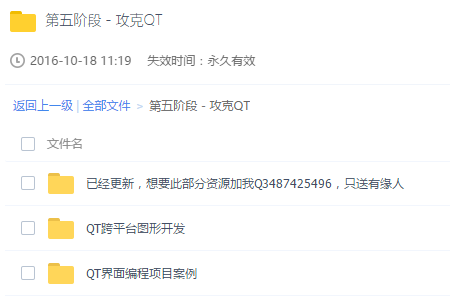 第五阶段 - 攻克QT
2016-10-18 11:19 失效时间：永久有效
返回上一级 | 全部文件 > 第五阶段 - 攻克QT
文件名
已经更新，想要此部分资源加我Q3487425496，只送有缘人
QT跨平台图形开发
QT界面编程项目案例